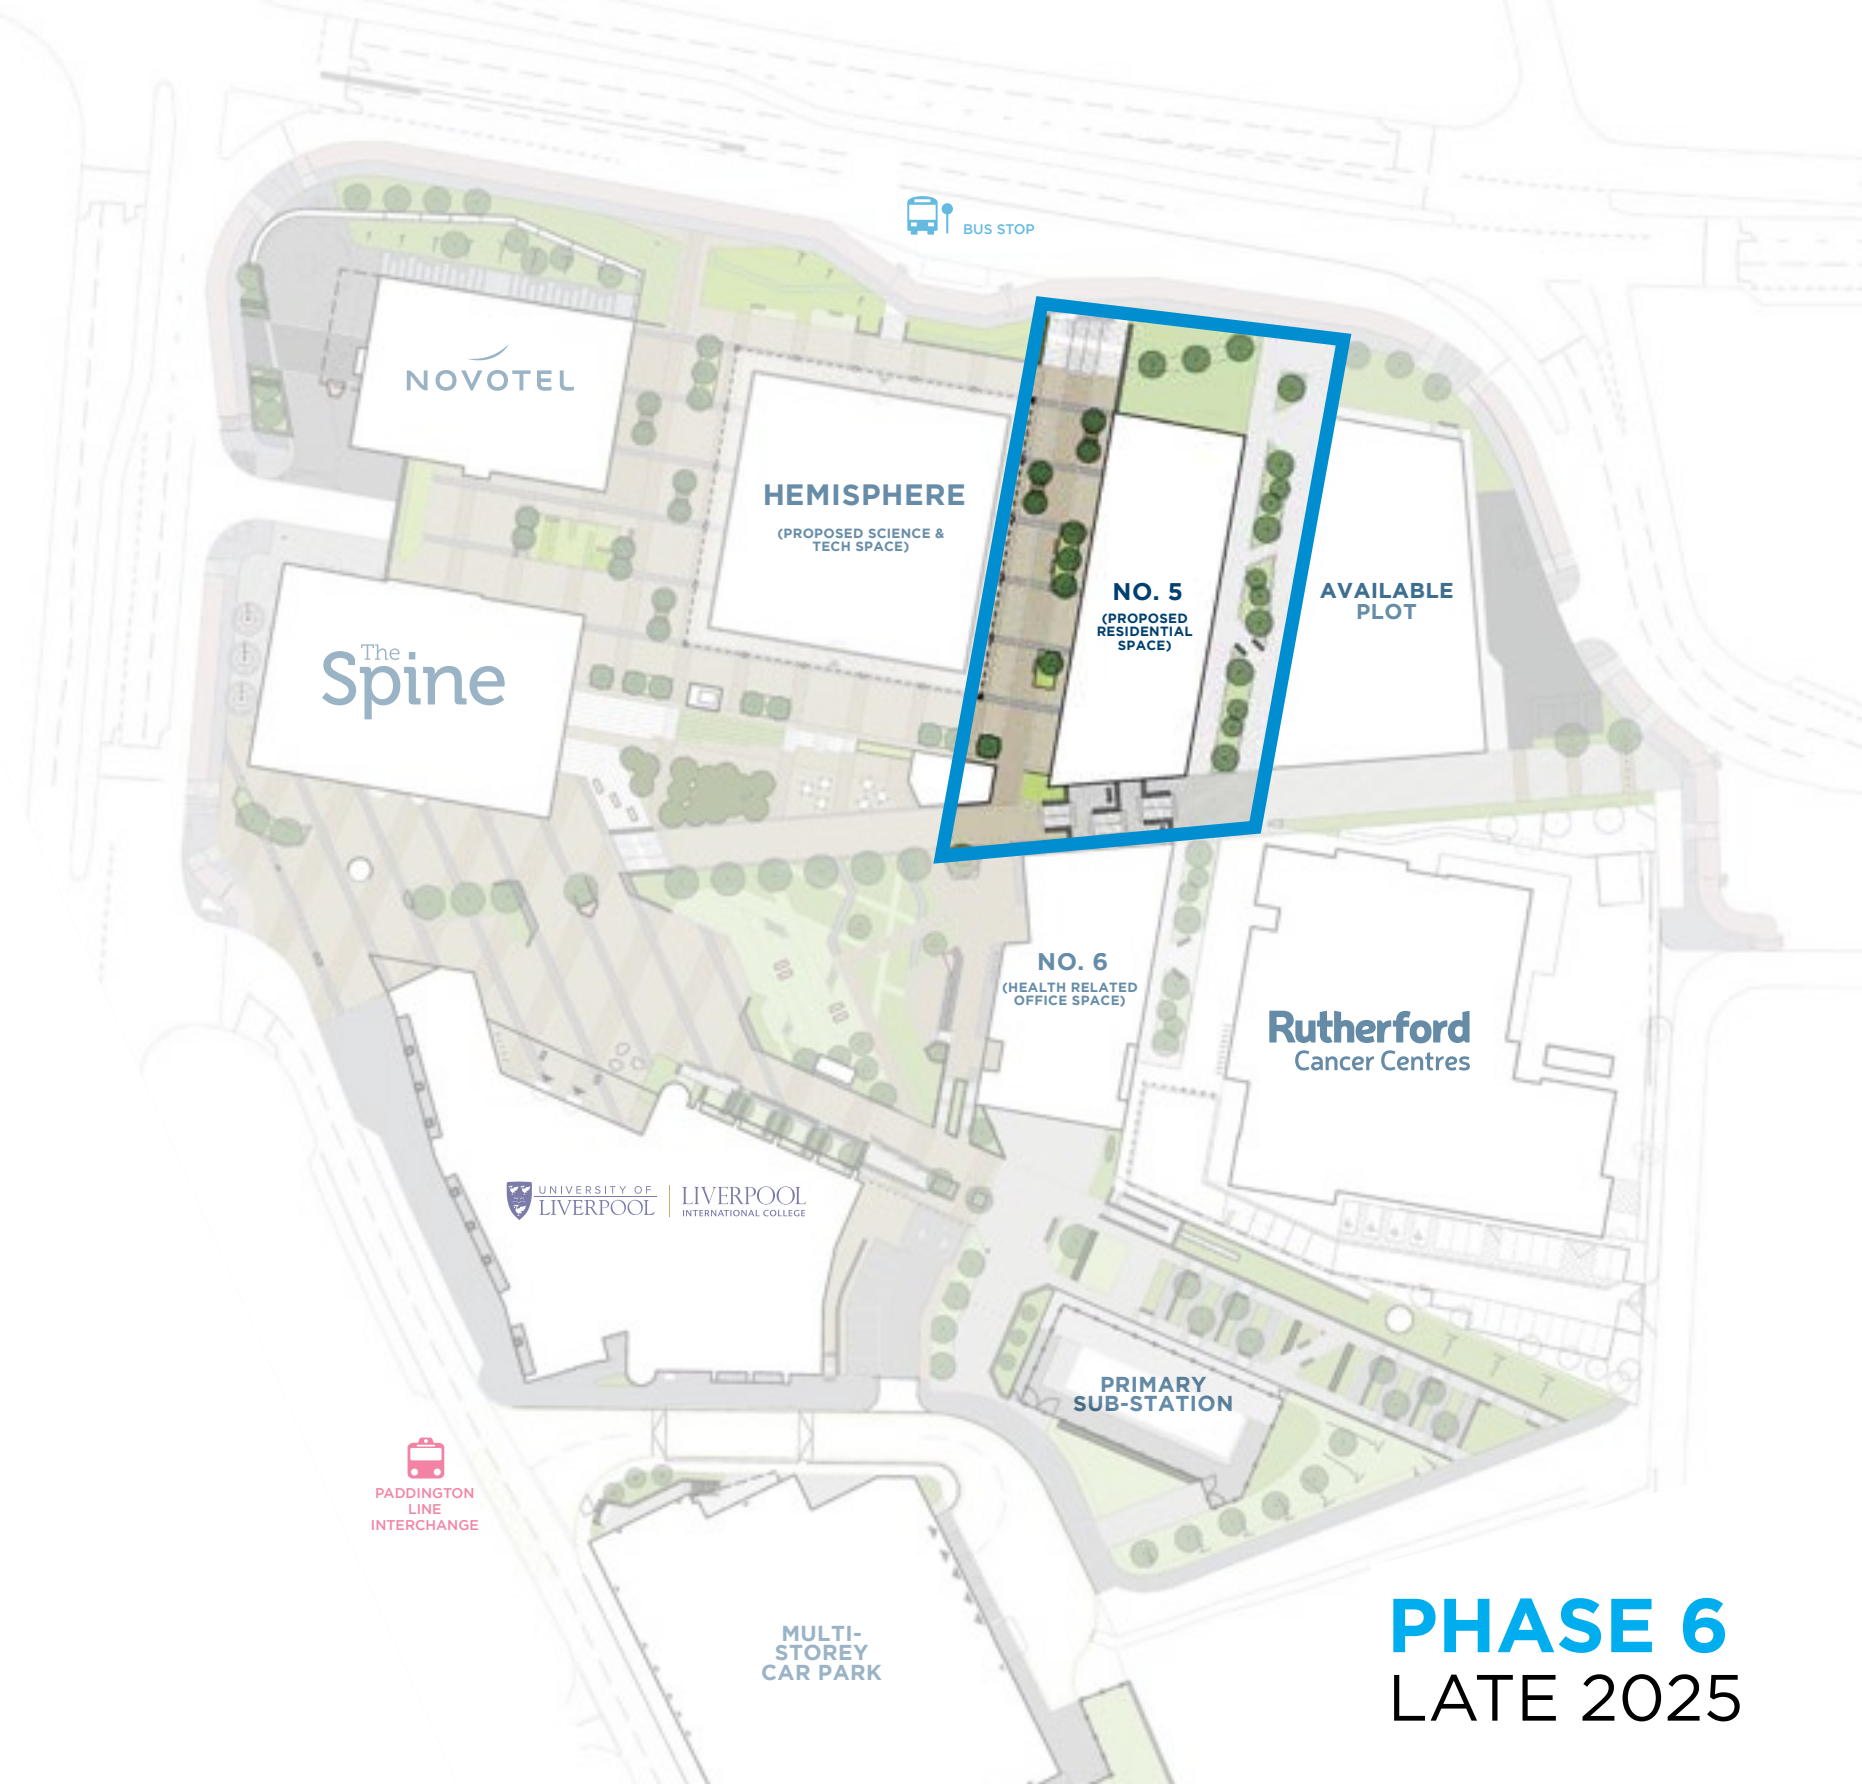 BUS STOP
NOVOTEL
HEMISPHERE
(PROPOSED SCIENCE &
TECH SPACE)
NO. 5
(PROPOSED
RESIDENTIAL
SPACE)
AVAILABLE
PLOT
The
Spine
NO. 6
(HEALTH RELATED
OFFICE SPACE)
Rutherford
Cancer Centres
UNIVERSITY OF
LIVERPOOL
LIVERPOOL
INTERNATIONAL COLLEGE
PRIMARY
SUB-STATION
PADDINGTON
LINE
INTERCHANGE
MULTI-
STOREY
CAR PARK
PHASE 6
LATE 2025